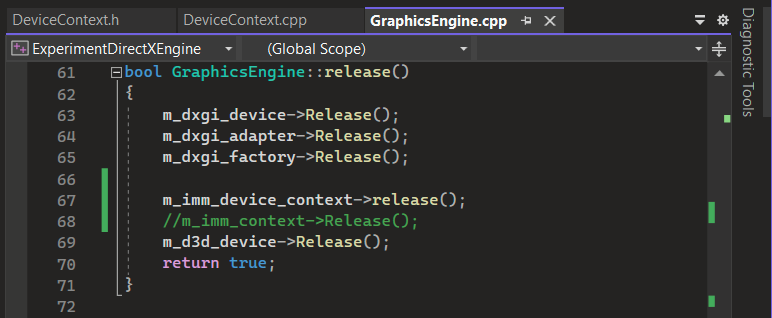 DeviceContext.h DeviceContext.cpp GraphicsEngine.cpp
ExperimentDirectXEngine (Global Scope)
61 bool GraphicsEngine::release()
62 {
63 m_dxgi_device->Release();
64 m_dxgi_adapter->Release();
65 m_dxgi_factory->Release();
66
67 m_imm_device_context->release();
68 //m_imm_context->Release();
69 m_d3d_device->Release();
70 return true;
71 }
72
Diagnostic Tools